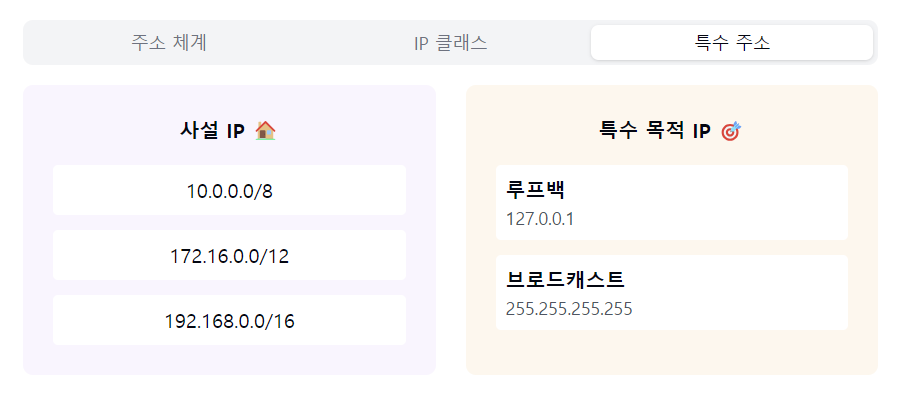 주소 체계
IP 클래스
특수 주소
사설 IP 🏠
10.0.0.0/8
172.16.0.0/12
192.168.0.0/16
특수 목적 IP 🎯
루프백
127.0.0.1
브로드캐스트
255.255.255.255